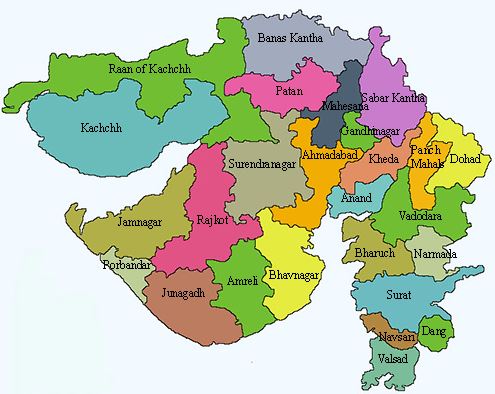 Banas Kantha
Raan of Kachchh
Patan
Mahesana
Sabar Kantha
Kachchh
Gandhinagar
Ahmadabad
Kheda
Panch
Mahals
Dohad
Surendranagar
Anand
Vadodara
Jamnagar
Rajkot
Bharuch
Narmada
Porbandar
Junagadh
Amreli
Bhavnagar
Surat
Navsari
Dang
Valsad